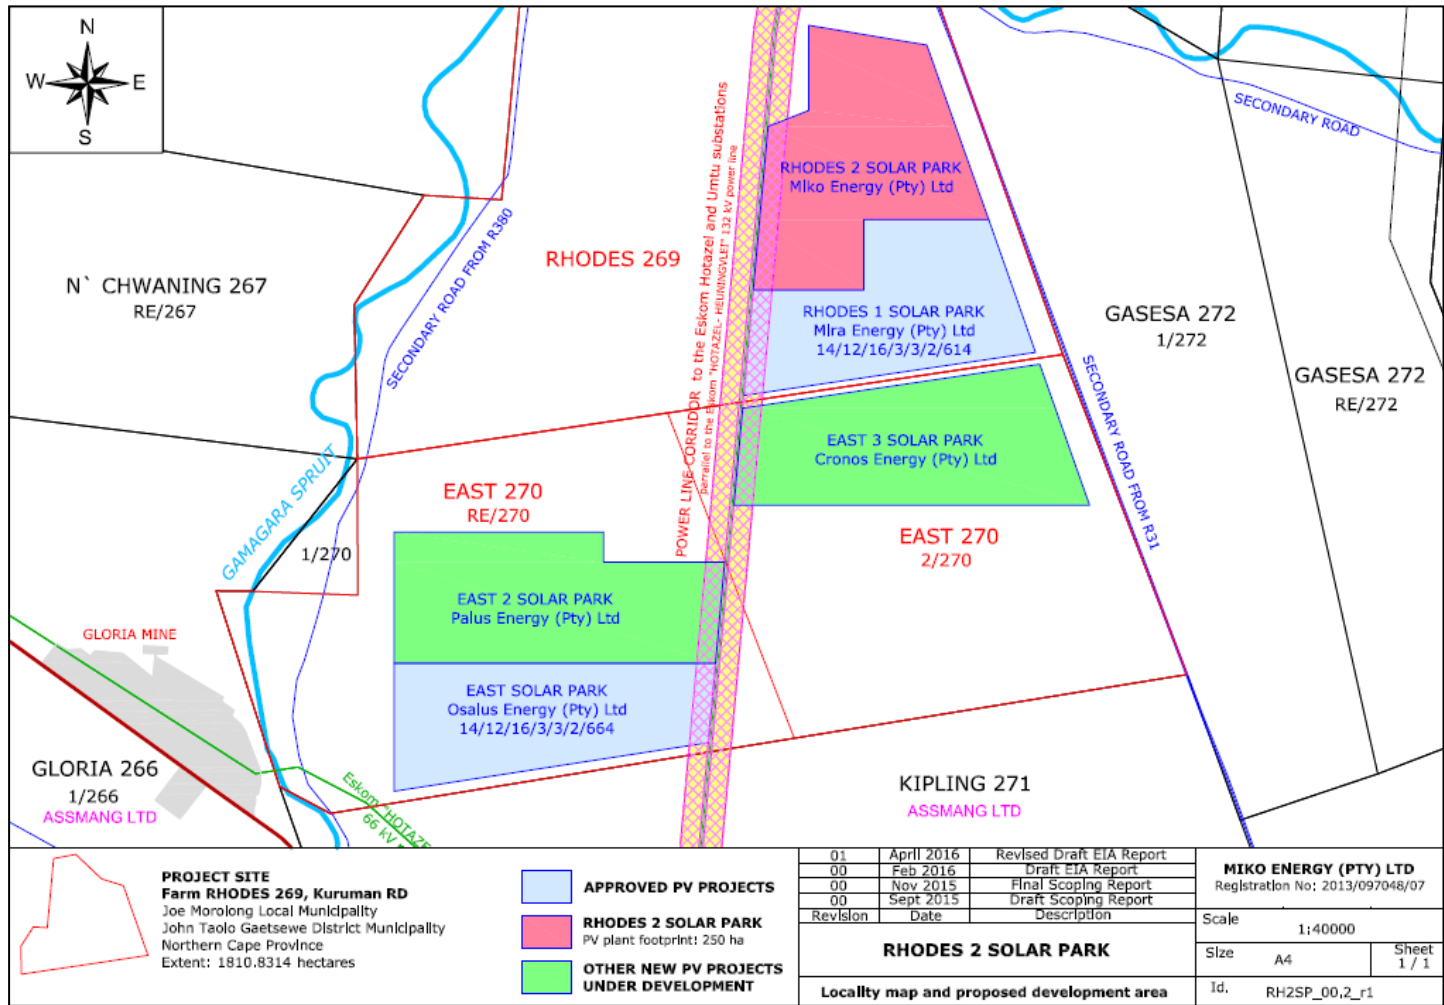 N
W E
S
SECONDARY ROAD
RHODES 2 SOLAR PARK
Miko Energy (Pty) Ltd
RHODES 269
SECONDARY ROAD FROM R380
N` CHWANING 267
RE/267
POWER LINE CORRIDOR to the Eskom Hotazel and Umtu substations
parrallel to the Eskom "HOTAZEL- HEUNINGVLEI" 132 kV power line
RHODES 1 SOLAR PARK
Mira Energy (Pty) Ltd
14/12/16/3/3/2/614
GASESA 272
1/272
GASESA 272
RE/272
SECONDARY ROAD FROM R31
EAST 3 SOLAR PARK
Cronos Energy (Pty) Ltd
GAMAGARA SPRUIT
EAST 270
RE/270
1/270
EAST 270
2/270
EAST 2 SOLAR PARK
Palus Energy (Pty) Ltd
GLORIA MINE
EAST SOLAR PARK
Osalus Energy (Pty) Ltd
14/12/16/3/3/2/664
GLORIA 266
1/266
ASSMANG LTD
Eskom "HOTAZE
66 kV
KIPLING 271
ASSMANG LTD
PROJECT SITE
Farm RHODES 269, Kuruman RD
Joe Morolong Local Municipality
John Taolo Gaetsewe District Municipality
Northern Cape Province
Extent: 1810.8314 hectares
APPROVED PV PROJECTS
RHODES 2 SOLAR PARK
PV plant footprint: 250 ha
OTHER NEW PV PROJECTS
UNDER DEVELOPMENT
01 April 2016 Revised Draft EIA Report
00 Feb 2016 Draft EIA Report
00 Nov 2015 Final Scoping Report
00 Sept 2015 Draft Scoping Report
Revision Date Description
RHODES 2 SOLAR PARK
Locality map and proposed development area
MIKO ENERGY (PTY) LTD
Registration No: 2013/097048/07
Scale 1:40000
Size A4 Sheet
1 / 1
Id. RH2SP_00.2_r1